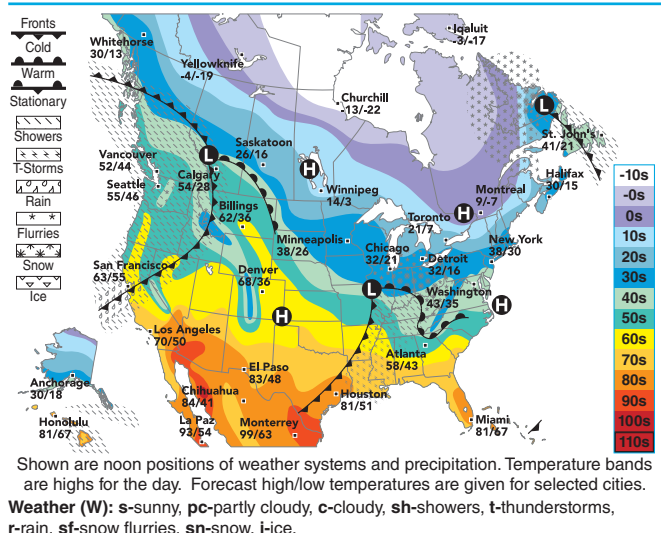 Fronts
Cold
Warm
Stationary
Showers
T-Storms
Rain
Flurries
Snow
Ice
Whitehorse
30/13
Yellowknife
-4/-19
Iqaluit
-3/-17
Churchill
-13/-22
Vancouver
52/44
Seattle
55/46
Calgary
54/28
Saskatoon
26/16
Winnipeg
14/3
Billings
62/36
Minneapolis
38/26
Montreal
9/-7
Toronto
21/7
St. John's
41/21
Halifax
30/15
New York
38/30
Chicago
32/21
Detroit
32/16
Washington
43/35
San Francisco
63/55
Denver
68/36
Los Angeles
70/50
El Paso
83/48
Atlanta
58/43
Houston
81/51
Chihuahua
84/41
La Paz
93/54
Monterrey
99/63
Miami
81/67
Anchorage
30/18
Honolulu
81/67
L
H
H
L
L
H
H
-10s
-0s
0s
10s
20s
30s
40s
50s
60s
70s
80s
90s
100s
110s
Shown are noon positions of weather systems and precipitation. Temperature bands
are highs for the day. Forecast high/low temperatures are given for selected cities.
Weather (W): s-sunny, pc-partly cloudy, c-cloudy, sh-showers, t-thunderstorms,
r-rain, sf-snow flurries, sn-snow, i-ice.